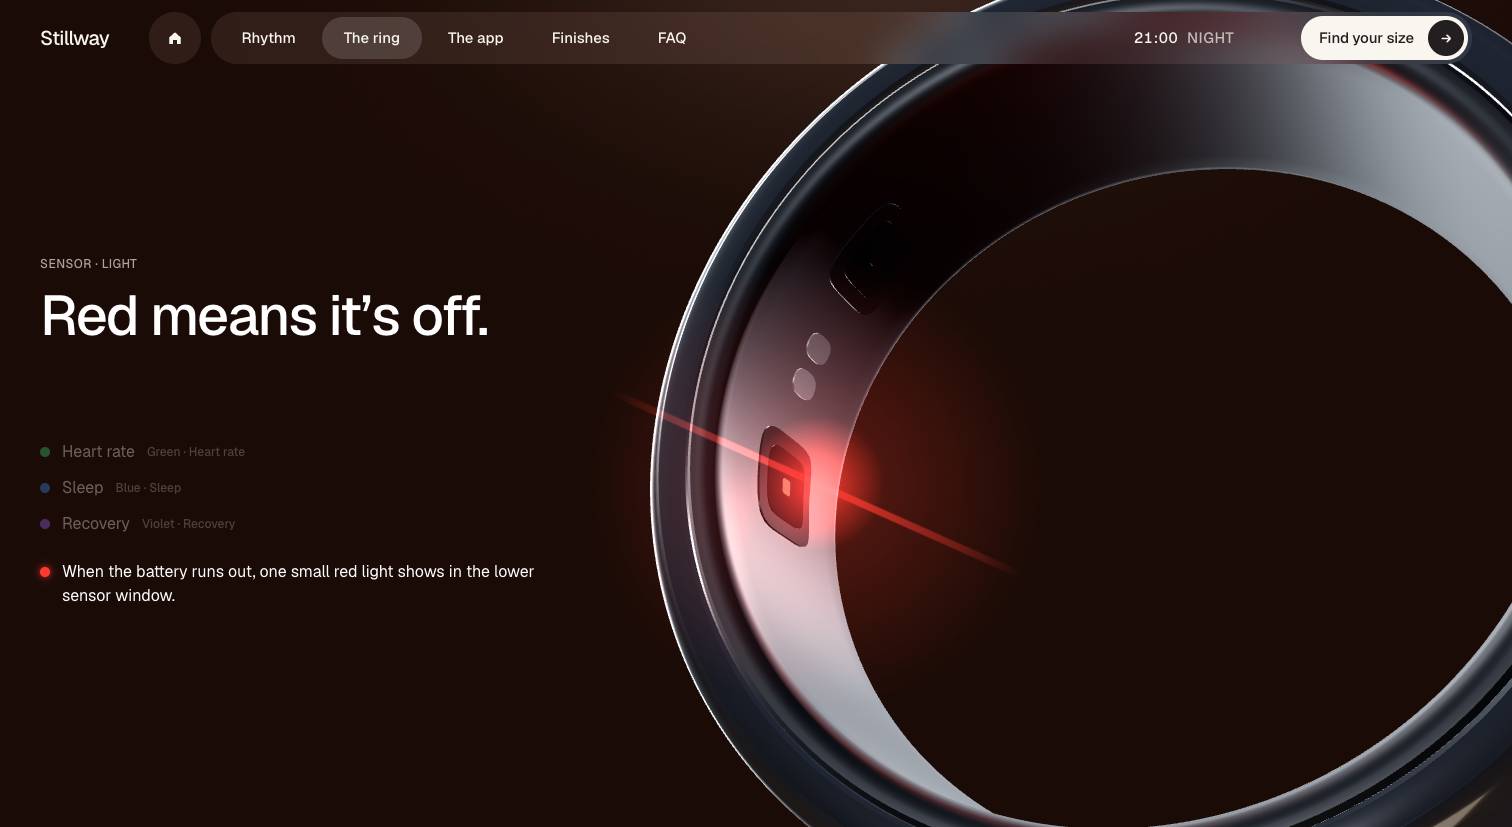 Stillway
Rhythm
The ring
The app
Finishes
FAQ
21:00 NIGHT
Find your size
SENSOR · LIGHT
Red means it’s off.
Heart rate Green · Heart rate
Sleep Blue · Sleep
Recovery Violet · Recovery
When the battery runs out, one small red light shows in the lower
sensor window.